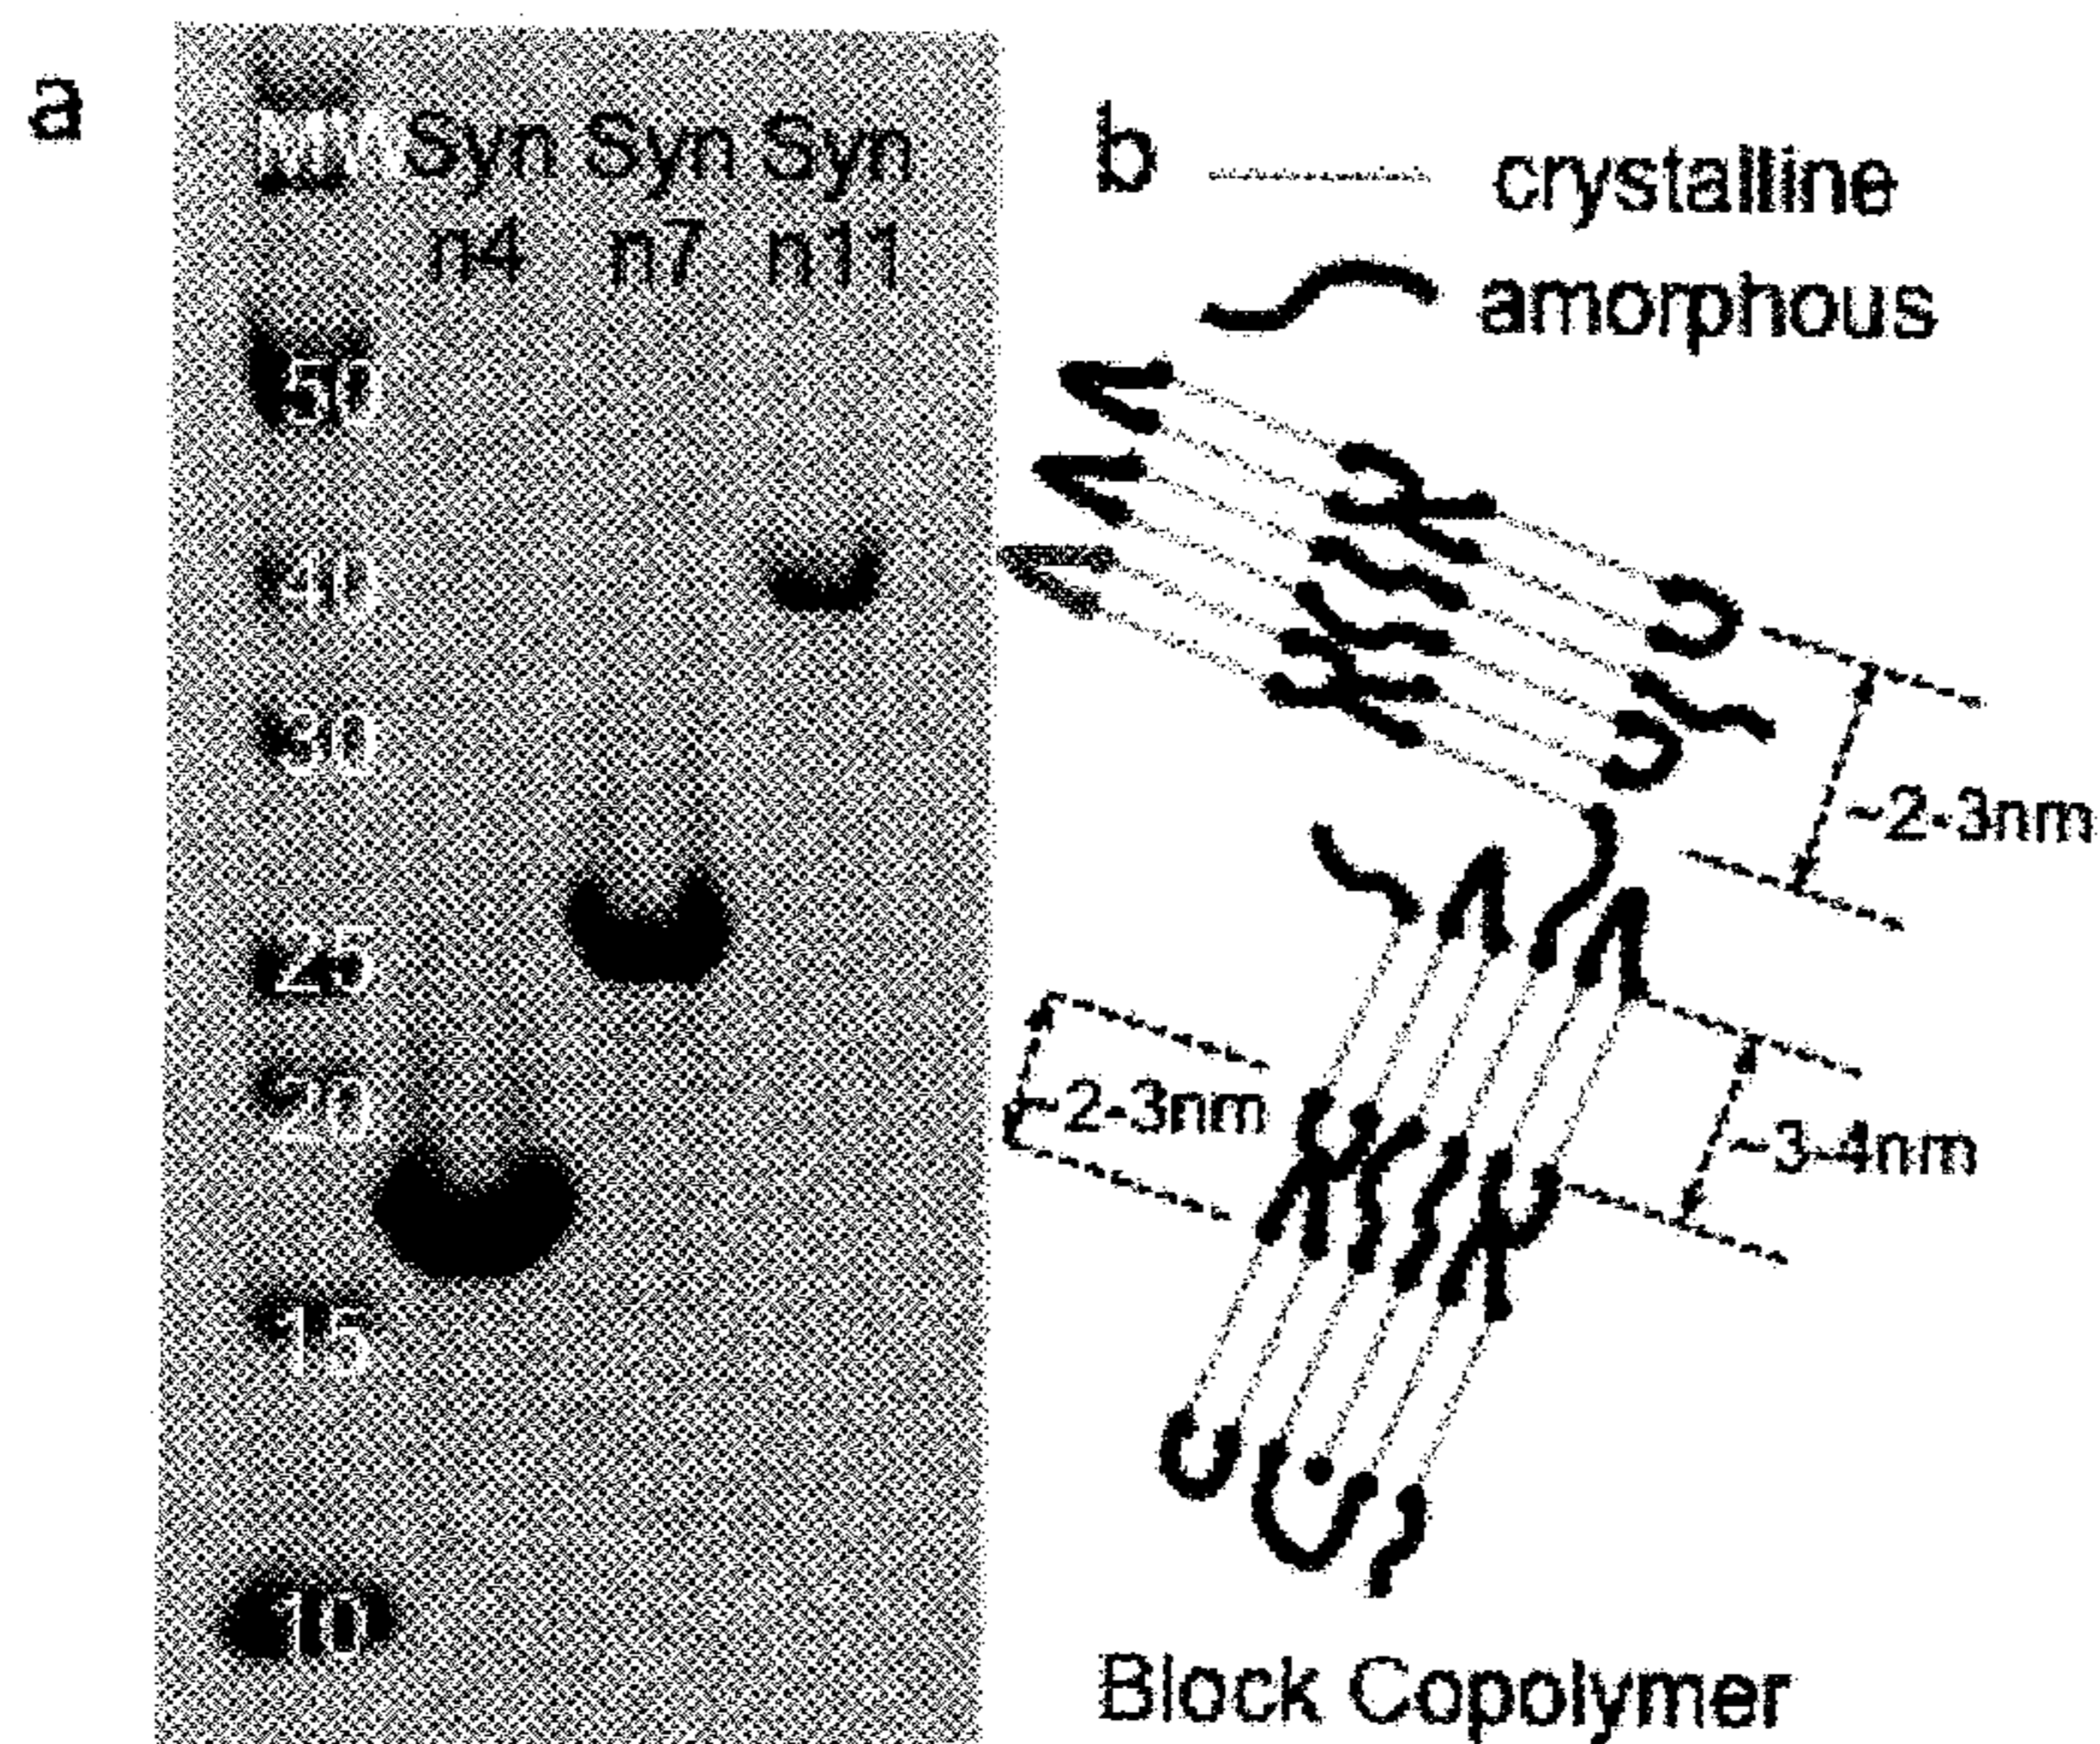 a
MW Syn Syn Syn
n4 n7 n11
50
40
30
25
20
15
10
b
crystalline
amorphous
~2-3nm
~2-3nm
~3-4nm
Block Copolymer